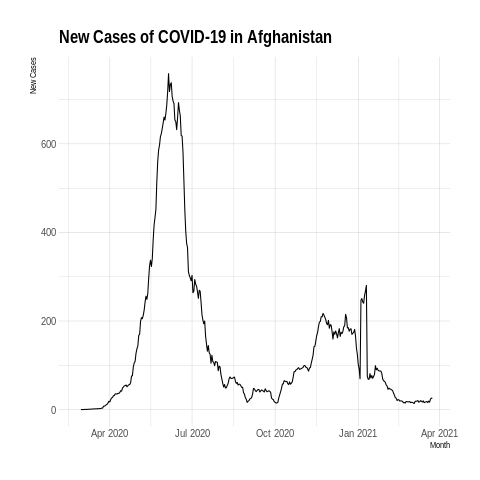 New Cases of COVID-19 in Afghanistan
New Cases
600
400
200
0
Apr 2020 Jul 2020 Oct 2020 Jan 2021 Apr 2021
Month